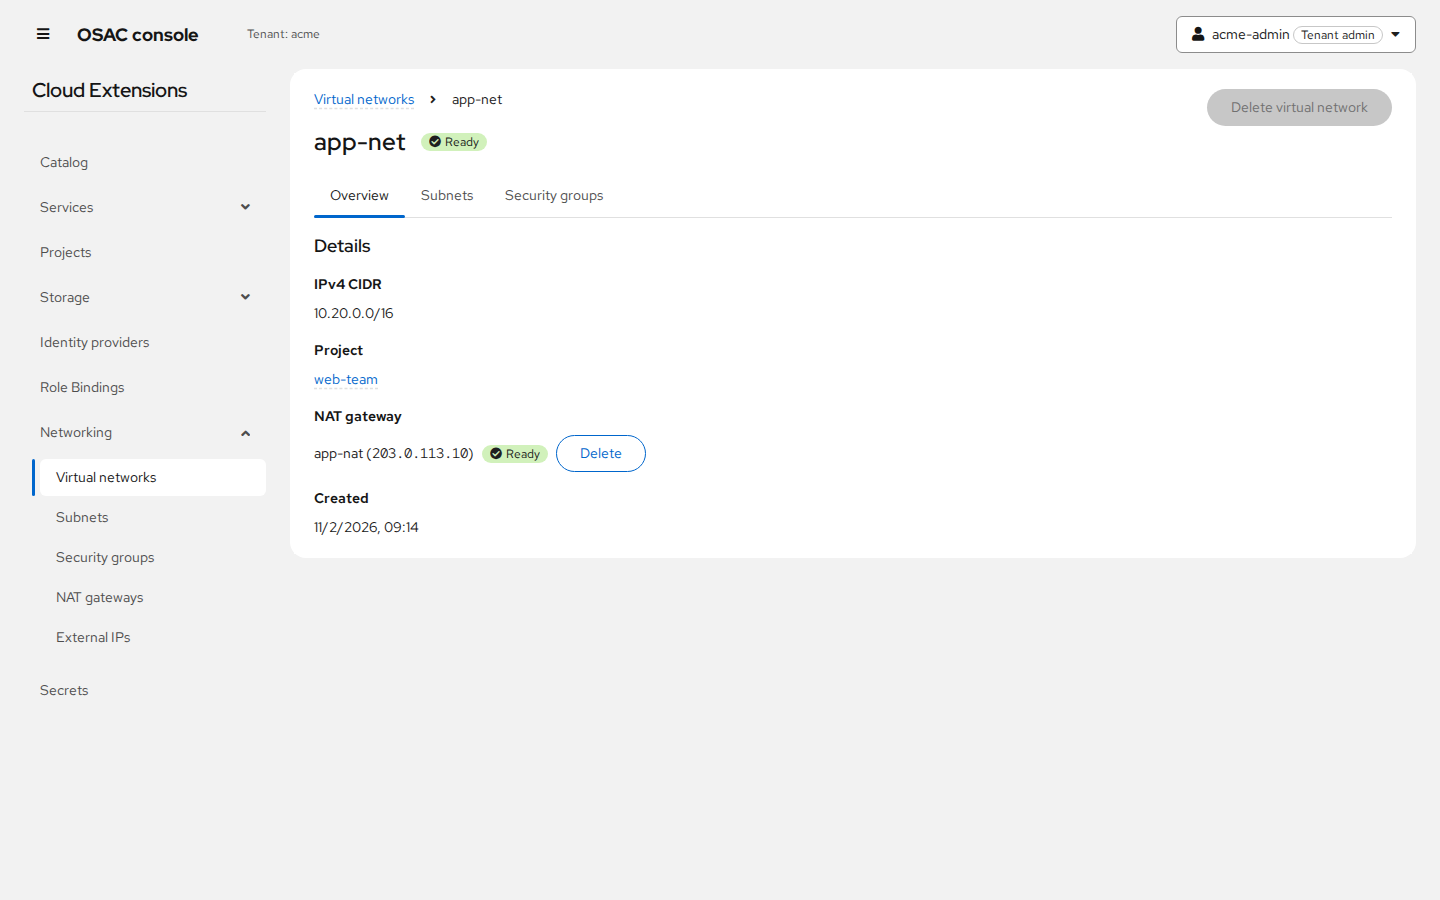 OSAC console
Tenant: acme
acme-admin Tenant admin
Cloud Extensions
Catalog
Services
Projects
Storage
Identity providers
Role Bindings
Networking
Virtual networks
Subnets
Security groups
NAT gateways
External IPs
Secrets
Virtual networks app-net
Delete virtual network
app-net Ready
Overview Subnets Security groups
Details
IPv4 CIDR
10.20.0.0/16
Project
web-team
NAT gateway
app-nat (203.0.113.10) Ready Delete
Created
11/2/2026, 09:14